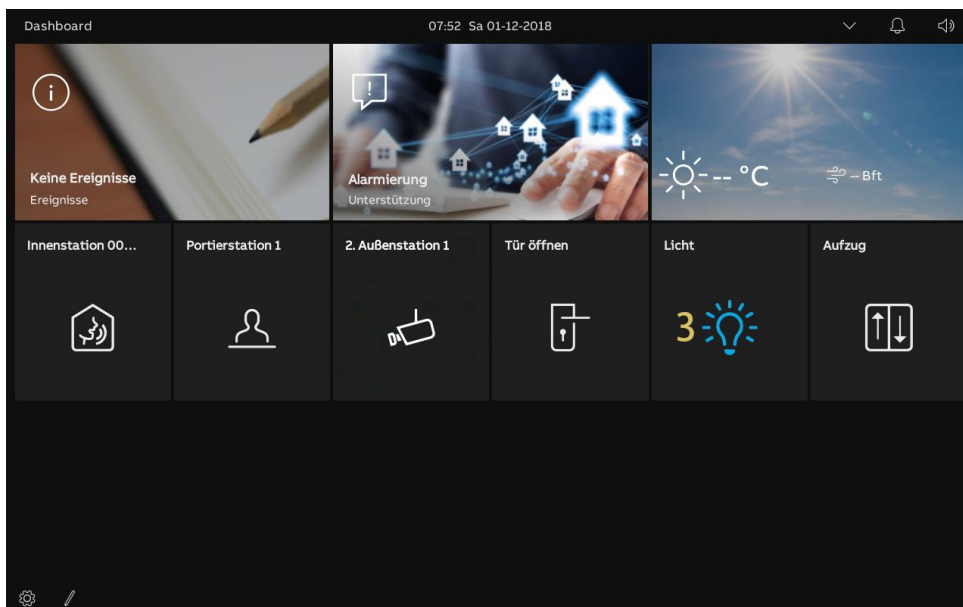 Dashboard
07:52 Sa 01-12-2018
Keine Ereignisse
Ereignisse
Alarmierung
Unterstützung
-- °C
-- Bft
Innenstation 00...
Portierstation 1
2. Außenstation 1
Tür öffnen
Licht
Aufzug
3